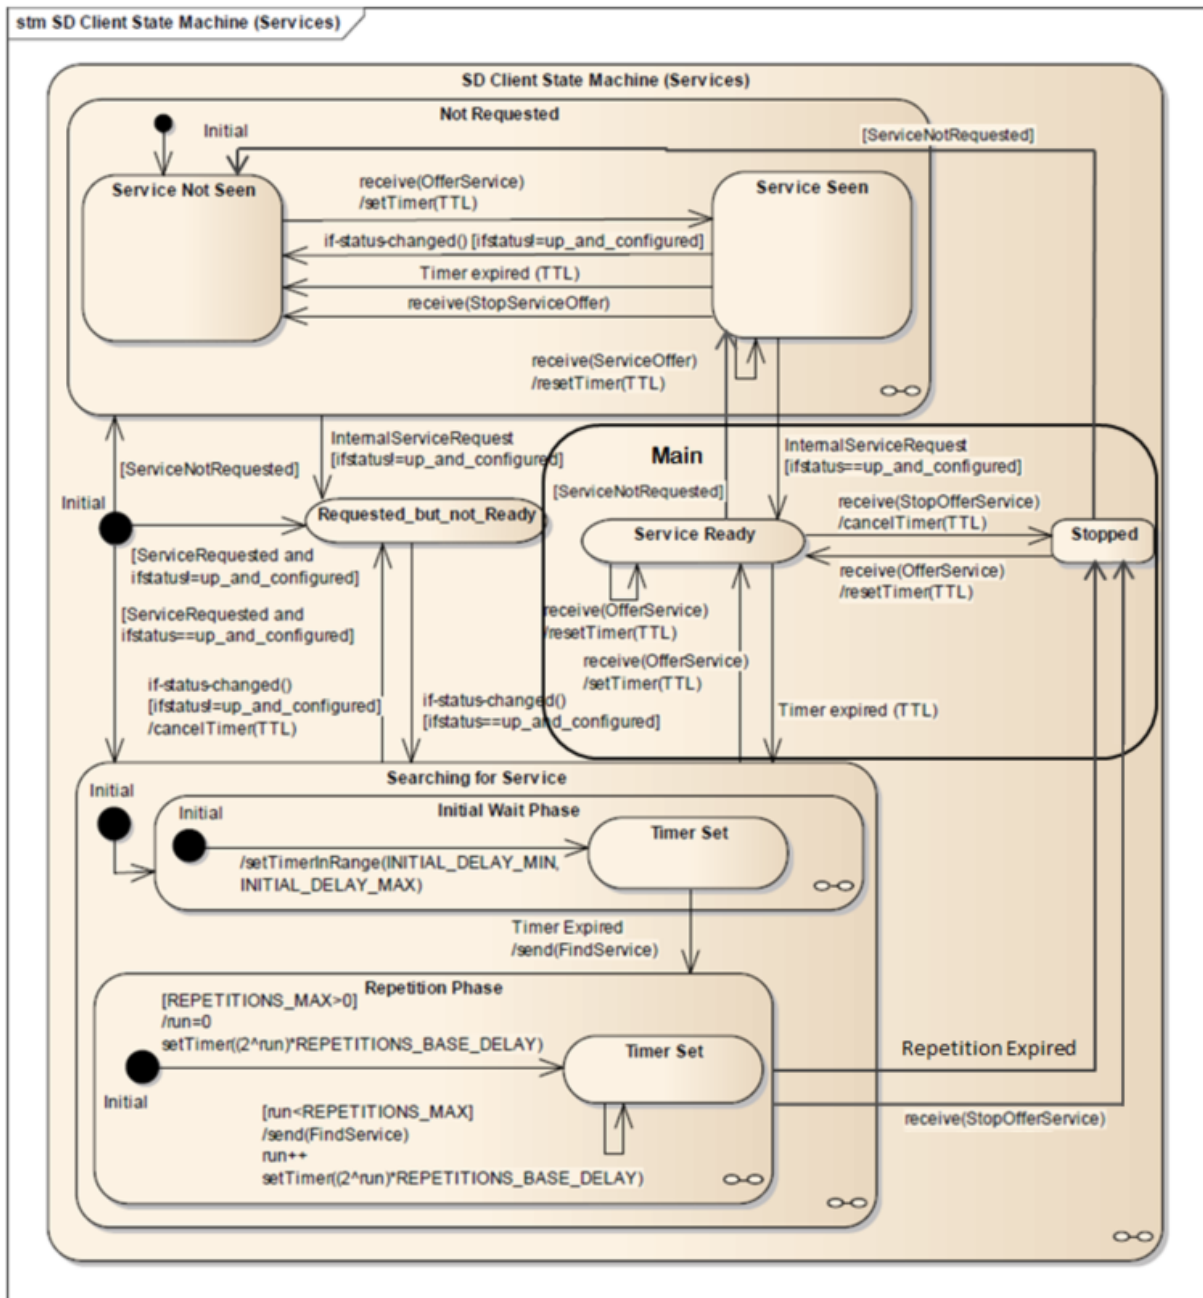 stm SD Client State Machine (Services)
SD Client State Machine (Services)
Not Requested
Initial
[ServiceNotRequested]
Service Not Seen
receive(OfferService)
/setTimer(TTL)
Service Seen
if-status-changed() [ifstatus!=up_and_configured]
Timer expired (TTL)
receive(StopServiceOffer)
receive(ServiceOffer)
/resetTimer(TTL)
InternalServiceRequest
[ifstatus!=up_and_configured]
Main
InternalServiceRequest
[ifstatus==up_and_configured]
[ServiceNotRequested]
[ServiceNotRequested]
Initial
Requested_but_not_Ready
Service Ready
receive(StopOfferService)
/cancelTimer(TTL)
Stopped
[ServiceRequested and
ifstatus!=up_and_configured]
receive(OfferService)
/resetTimer(TTL)
[ServiceRequested and
ifstatus==up_and_configured]
receive(OfferService)
/resetTimer(TTL)
receive(OfferService)
/setTimer(TTL)
if-status-changed()
[ifstatus!=up_and_configured]
/cancelTimer(TTL)
if-status-changed()
[ifstatus==up_and_configured]
Timer expired (TTL)
Searching for Service
Initial
Initial Wait Phase
Initial
Timer Set
/setTimerInRange(INITIAL_DELAY_MIN,
INITIAL_DELAY_MAX)
Timer Expired
/send(FindService)
Repetition Phase
[REPETITIONS_MAX>0]
/run=0
setTimer((2^run)*REPETITIONS_BASE_DELAY)
Timer Set
Initial
Repetition Expired
[run<REPETITIONS_MAX]
/send(FindService)
run++
setTimer((2^run)*REPETITIONS_BASE_DELAY)
receive(StopOfferService)